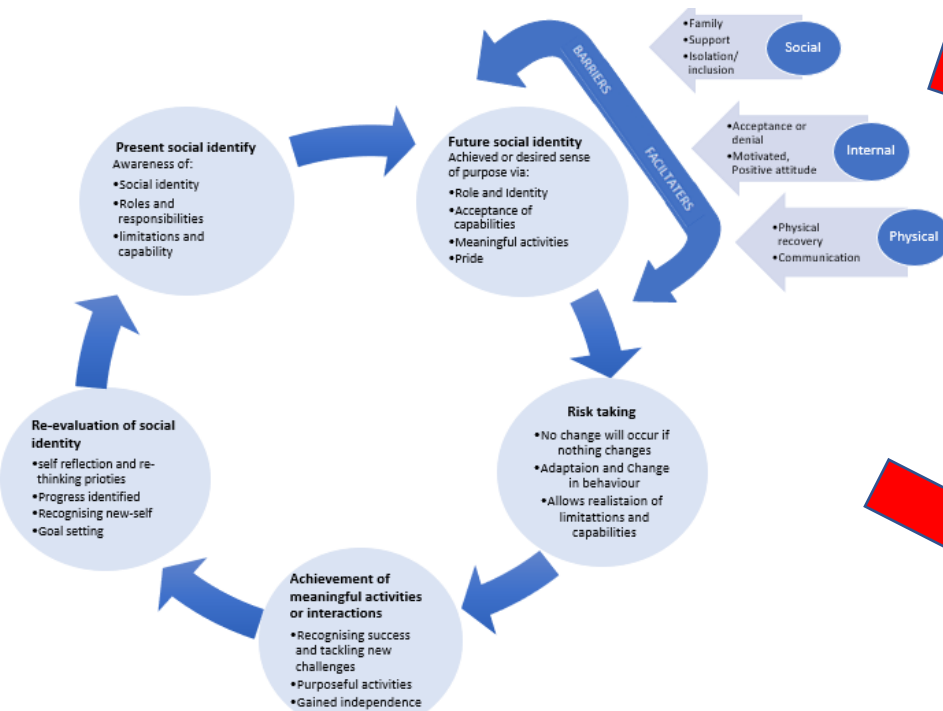 •Family
•Support
•Isolation/
inclusion
Social
BARRIERS
FACILTATERS
•Acceptance or
denial
•Motivated,
Positive attitude
Internal
•Physical
recovery
•Communication
Physical
Present social identify
Awareness of:
•Social identity
•Roles and
responsibilities
•limitations and
capability
Future social identity
Achieved or desired sense
of purpose via:
•Role and Identity
•Acceptance of
capabilities
•Meaningful activities
•Pride
Risk taking
•No change will occur if
nothing changes
•Adaptaion and Change
in behaviour
•Allows realistaion of
limitattions and
capabilities
Achievement of
meaningful activities
or interactions
•Recognising success
and tackling new
challenges
•Purposeful activities
•Gained independence
Re-evaluation of social
identity
•self reflection and re-
thinking prioties
•Progress identified
•Recognising new-self
•Goal setting